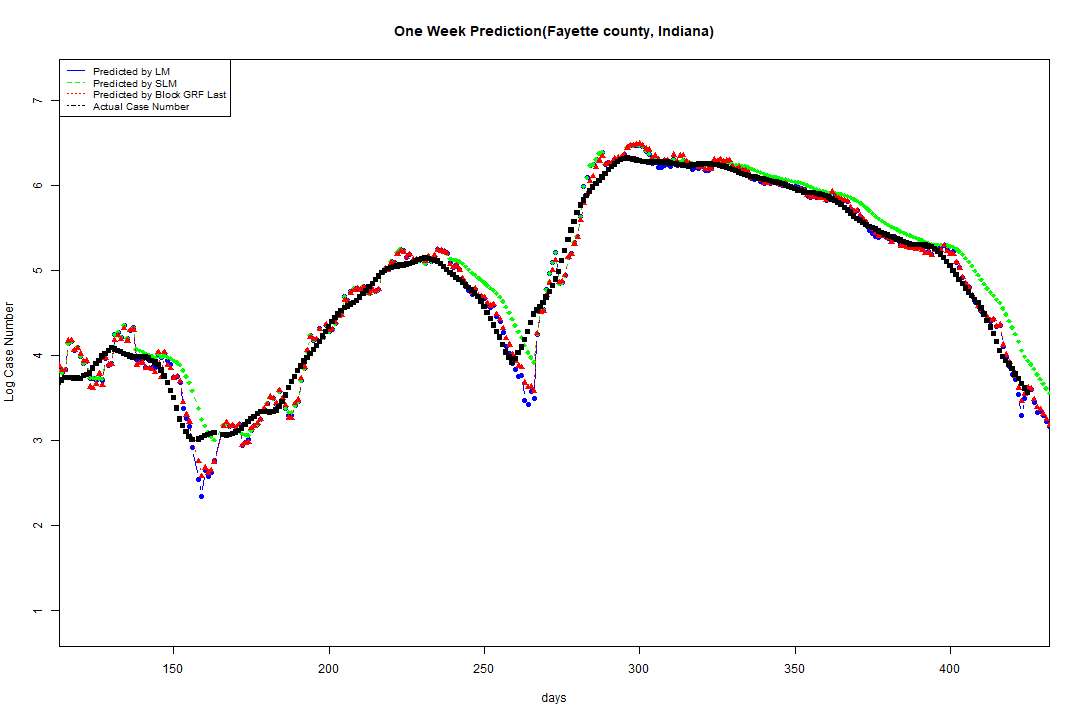 One Week Prediction(Fayette county, Indiana)
Predicted by LM
Predicted by SLM
Predicted by Block GRF Last
Actual Case Number
7
6
5
4
3
2
1
Log Case Number
150 200 250 300 350 400
days